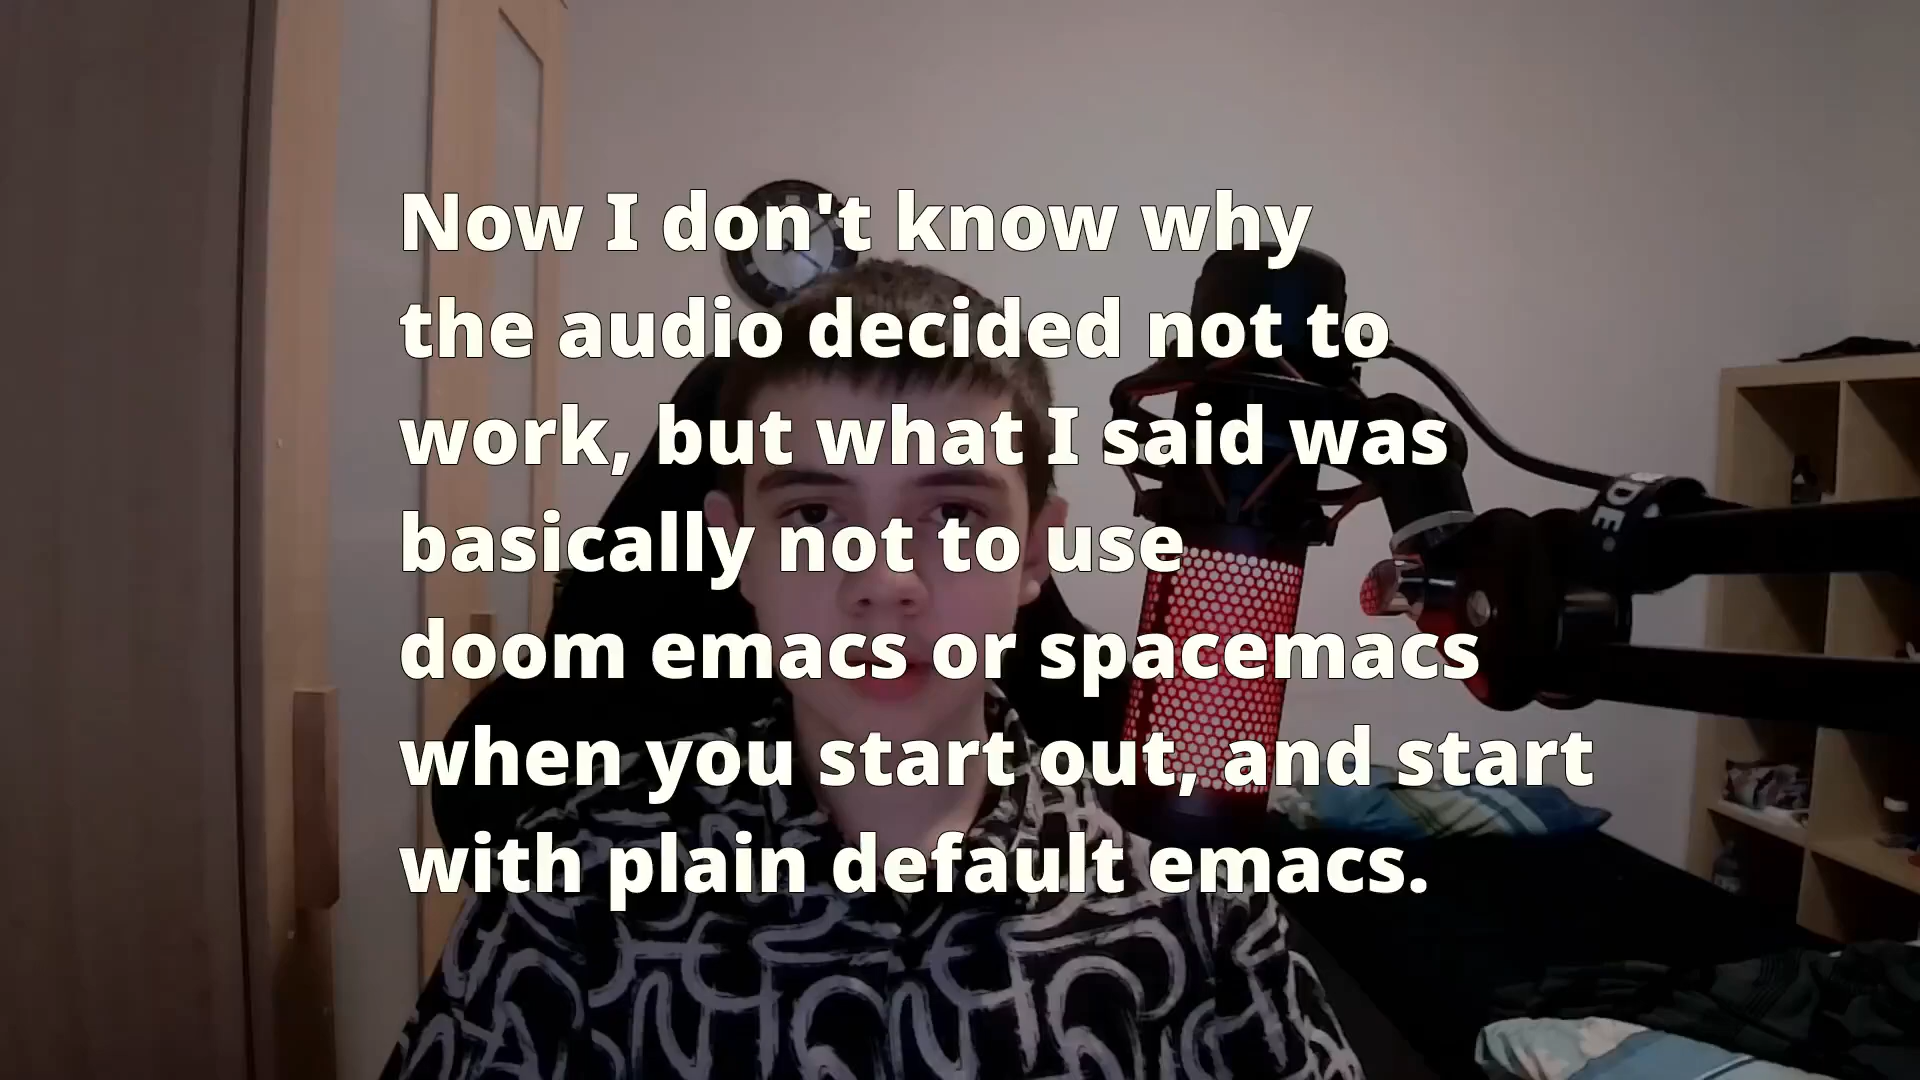 Now I don't know why
the audio decided not to
work, but what I said was
basically not to use
doom emacs or spacemacs
when you start out, and start
with plain default emacs.
DE